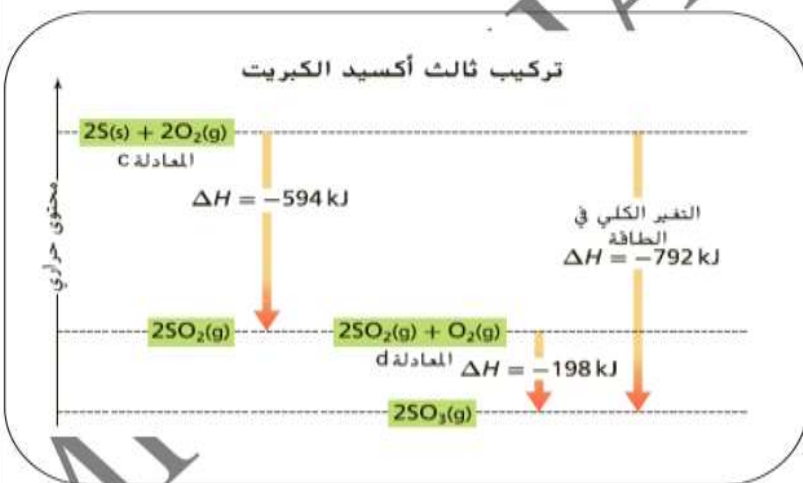 تركيب ثالث أكسيد الكبريت
2S(s) + 2O₂(g)
المعادلة c
ΔH = −594 kJ
التغير الكلي في
الطاقة
ΔH = −792 kJ
محتوى حراري
2SO₂(g)
2SO₂(g) + O₂(g)
المعادلة d
ΔH = −198 kJ
2SO₃(g)